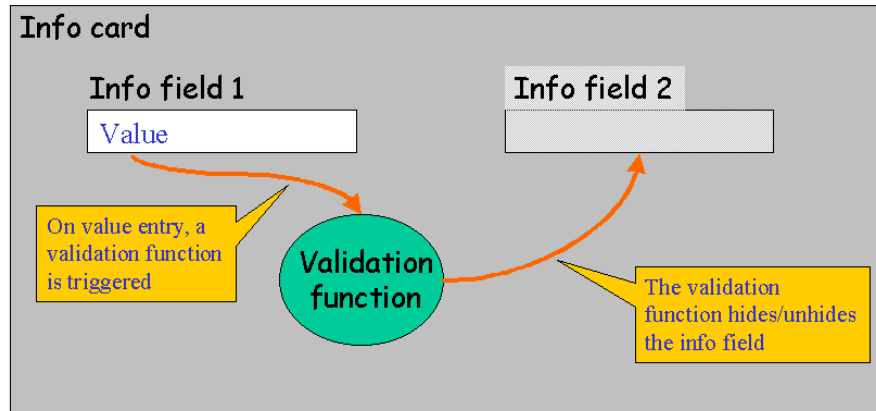 Info card
Info field 1
Info field 2
Value
On value entry, a
validation function
is triggered
Validation
function
The validation
function hides/unhides
the info field